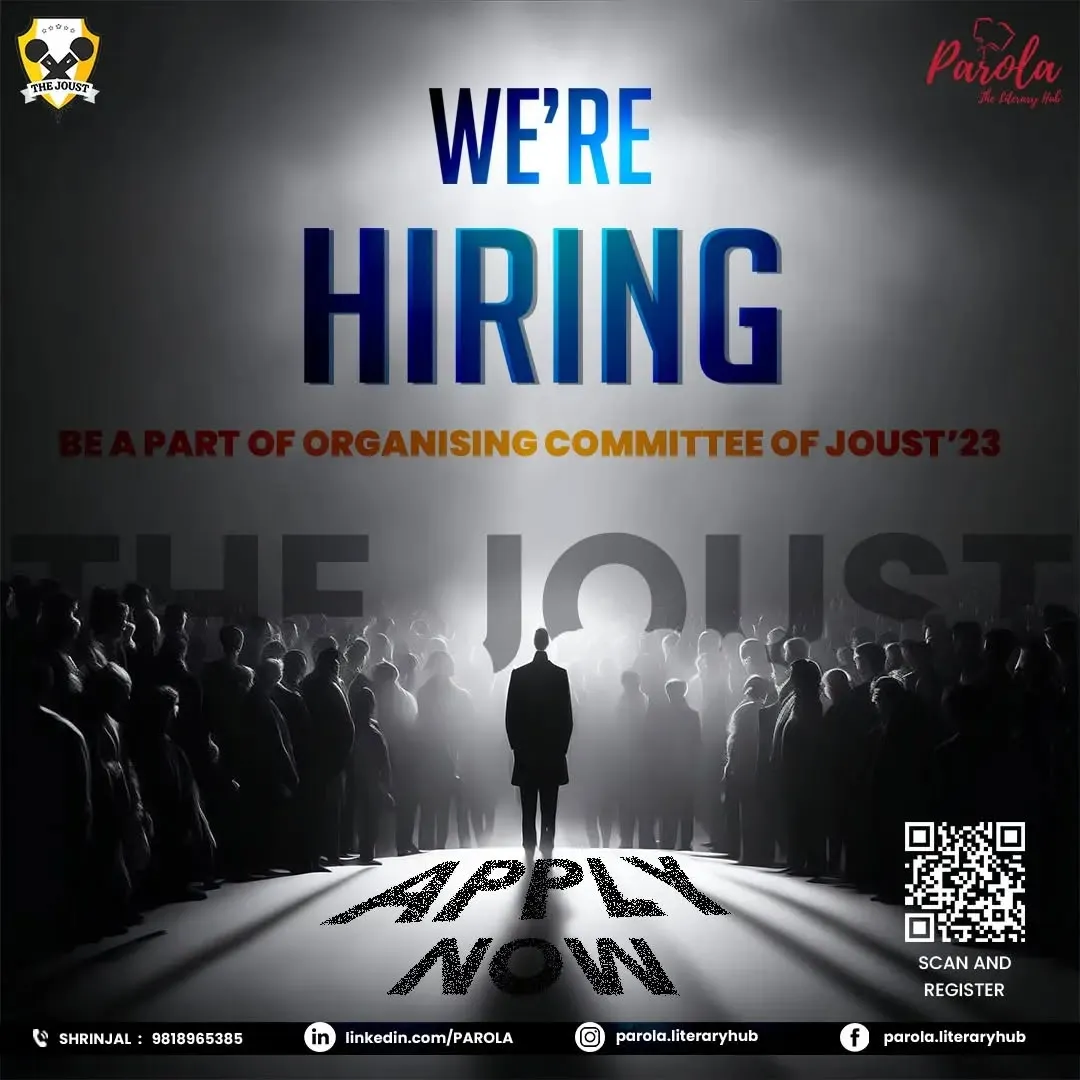 THE JOUST
Parola
The Literary Hub
WE'RE
HIRING
BE A PART OF ORGANISING COMMITTEE OF JOUST'23
THE JOUST
APPLY
NOW
SCAN AND
REGISTER
SHRINJAL : 9818965385
linkedin.com/PAROLA
parola.literaryhub
parola.literaryhub